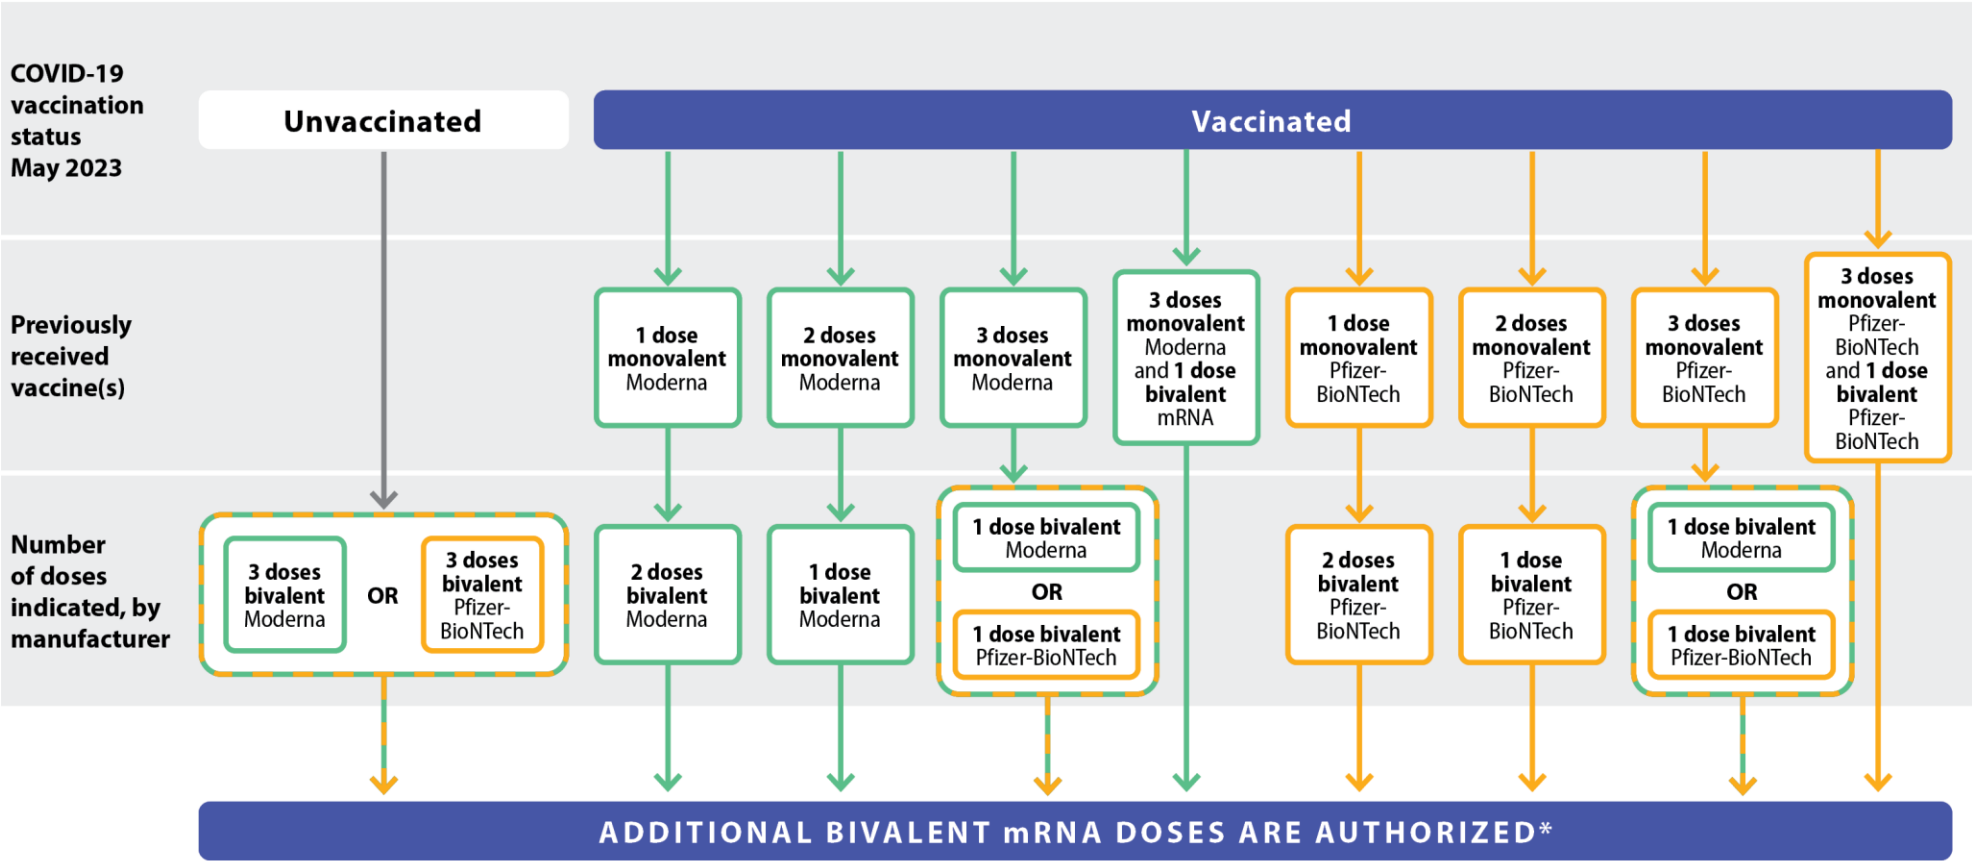 COVID-19
vaccination
status
May 2023
Unvaccinated
Vaccinated
Previously
received
vaccine(s)
1 dose
monovalent
Moderna
2 doses
monovalent
Moderna
3 doses
monovalent
Moderna
3 doses
monovalent
Moderna
and 1 dose
bivalent
mRNA
1 dose
monovalent
Pfizer-
BioNTech
2 doses
monovalent
Pfizer-
BioNTech
3 doses
monovalent
Pfizer-
BioNTech
3 doses
monovalent
Pfizer-
BioNTech
and 1 dose
bivalent
Pfizer-
BioNTech
Number
of doses
indicated, by
manufacturer
3 doses
bivalent
Moderna
OR
3 doses
bivalent
Pfizer-
BioNTech
2 doses
bivalent
Moderna
1 dose
bivalent
Moderna
1 dose bivalent
Moderna
OR
1 dose bivalent
Pfizer-BioNTech
2 doses
bivalent
Pfizer-
BioNTech
1 dose
bivalent
Pfizer-
BioNTech
1 dose bivalent
Moderna
OR
1 dose bivalent
Pfizer-BioNTech
ADDITIONAL BIVALENT mRNA DOSES ARE AUTHORIZED*